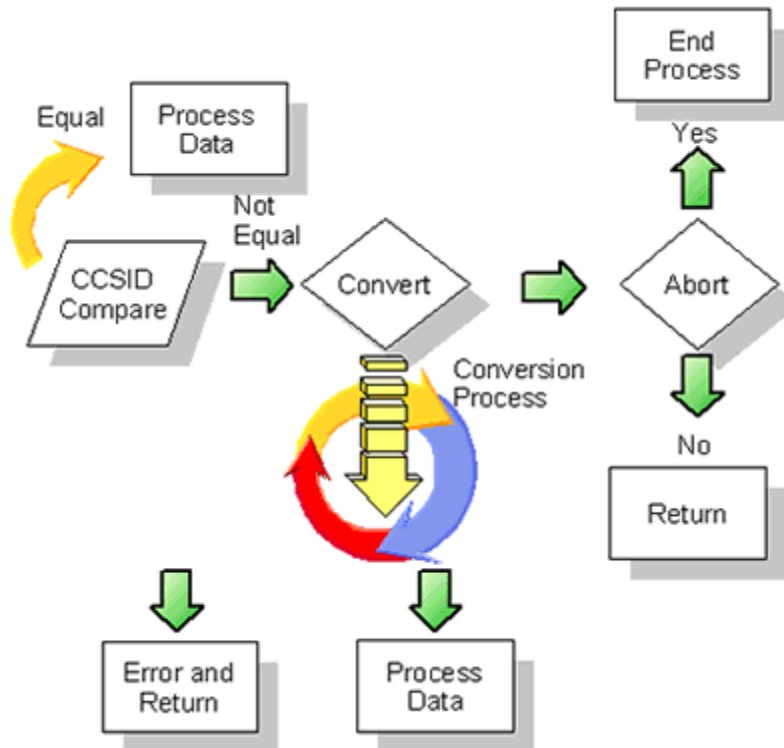 End
Process
Equal
Process
Data
Yes
Not
Equal
CCSID
Compare
Convert
Abort
Conversion
Process
No
Return
Error and
Return
Process
Data